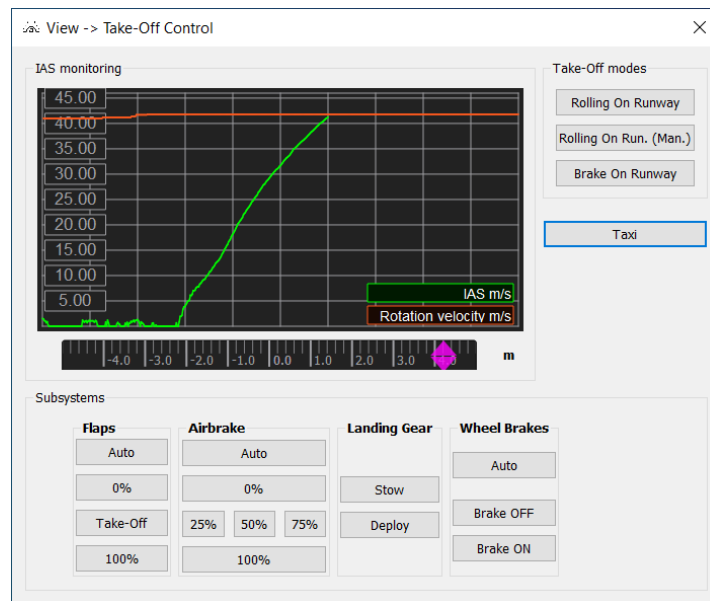 View -> Take-Off Control
IAS monitoring
45.00
40.00
35.00
30.00
25.00
20.00
15.00
10.00
5.00
IAS m/s
Rotation velocity m/s
-4.0 -3.0 -2.0 -1.0 0.0 1.0 2.0 3.0 4.0 m
Take-Off modes
Rolling On Runway
Rolling On Run. (Man.)
Brake On Runway
Taxi
Subsystems
Flaps
Auto
0%
Take-Off
100%
Airbrake
Auto
0%
25% 50% 75%
100%
Landing Gear
Stow
Deploy
Wheel Brakes
Auto
Brake OFF
Brake ON